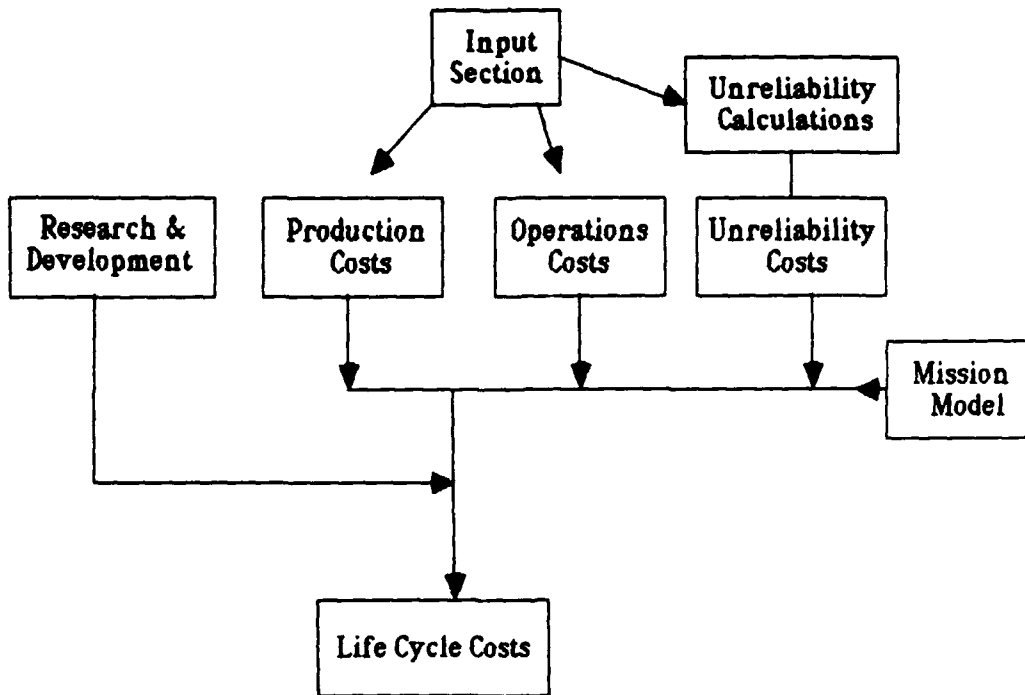 Input
Section
Unreliability
Calculations
Research &
Development
Production
Costs
Operations
Costs
Unreliability
Costs
Mission
Model
Life Cycle Costs